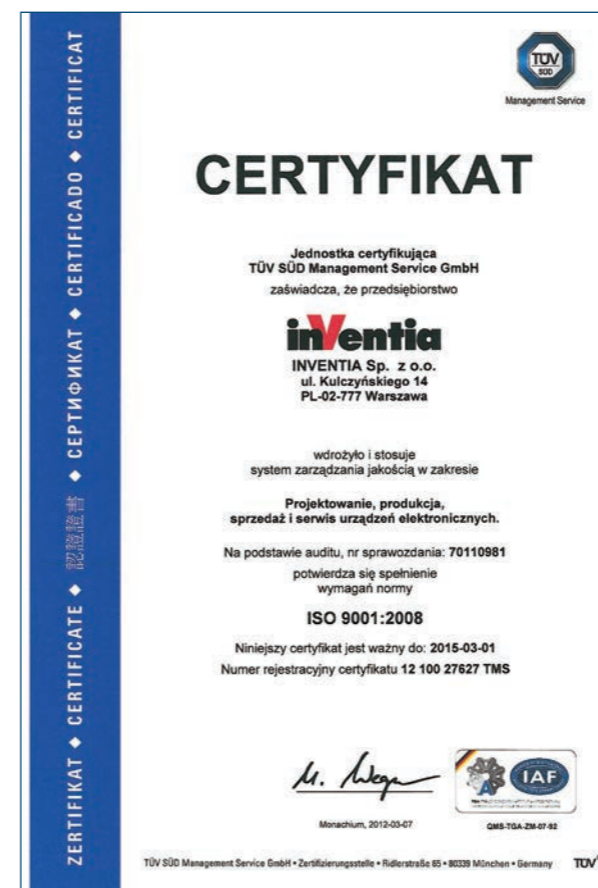 ZERTIFIKAT ◆ CERTIFICATE ◆ 認證證書 ◆ СЕРТИФИКАТ ◆ CERTIFICADO ◆ CERTIFICAT
TÜV
SÜD
Management Service
CERTYFIKAT
Jednostka certyfikująca
TÜV SÜD Management Service GmbH
zaświadcza, że przedsiębiorstwo
inVentia
INVENTIA Sp. z o.o.
ul. Kulczyńskiego 14
PL-02-777 Warszawa
wdrożyło i stosuje
system zarządzania jakością w zakresie
Projektowanie, produkcja,
sprzedaż i serwis urządzeń elektronicznych.
Na podstawie auditu, nr sprawozdania: 70110981
potwierdza się spełnienie
wymagań normy
ISO 9001:2008
Niniejszy certyfikat jest ważny do: 2015-03-01
Numer rejestracyjny certyfikatu 12 100 27627 TMS
Monachium, 2012-03-07
IAF
QMS-TGA-ZM-07-92
TÜV SÜD Management Service GmbH • Zertifizierungsstelle • Ridlerstraße 65 • 80339 München • Germany
TÜV